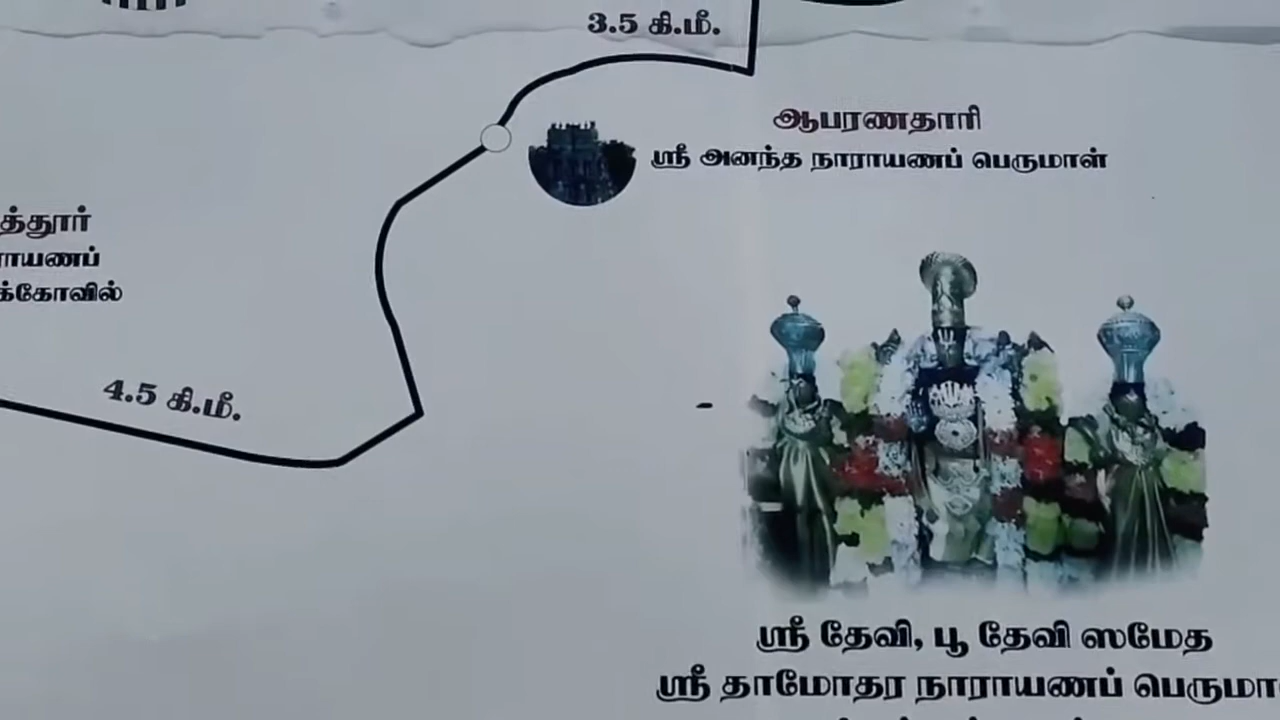 3.5 கி.மீ.
ஆபரணதாரி
ஸ்ரீ அனந்த நாராயணப் பெருமாள்
த்தூர்
ராயணப்
க்கோவில்
4.5 கி.மீ.
ஸ்ரீ தேவி, பூ தேவி ஸமேத
ஸ்ரீ தாமோதர நாராயணப் பெருமா